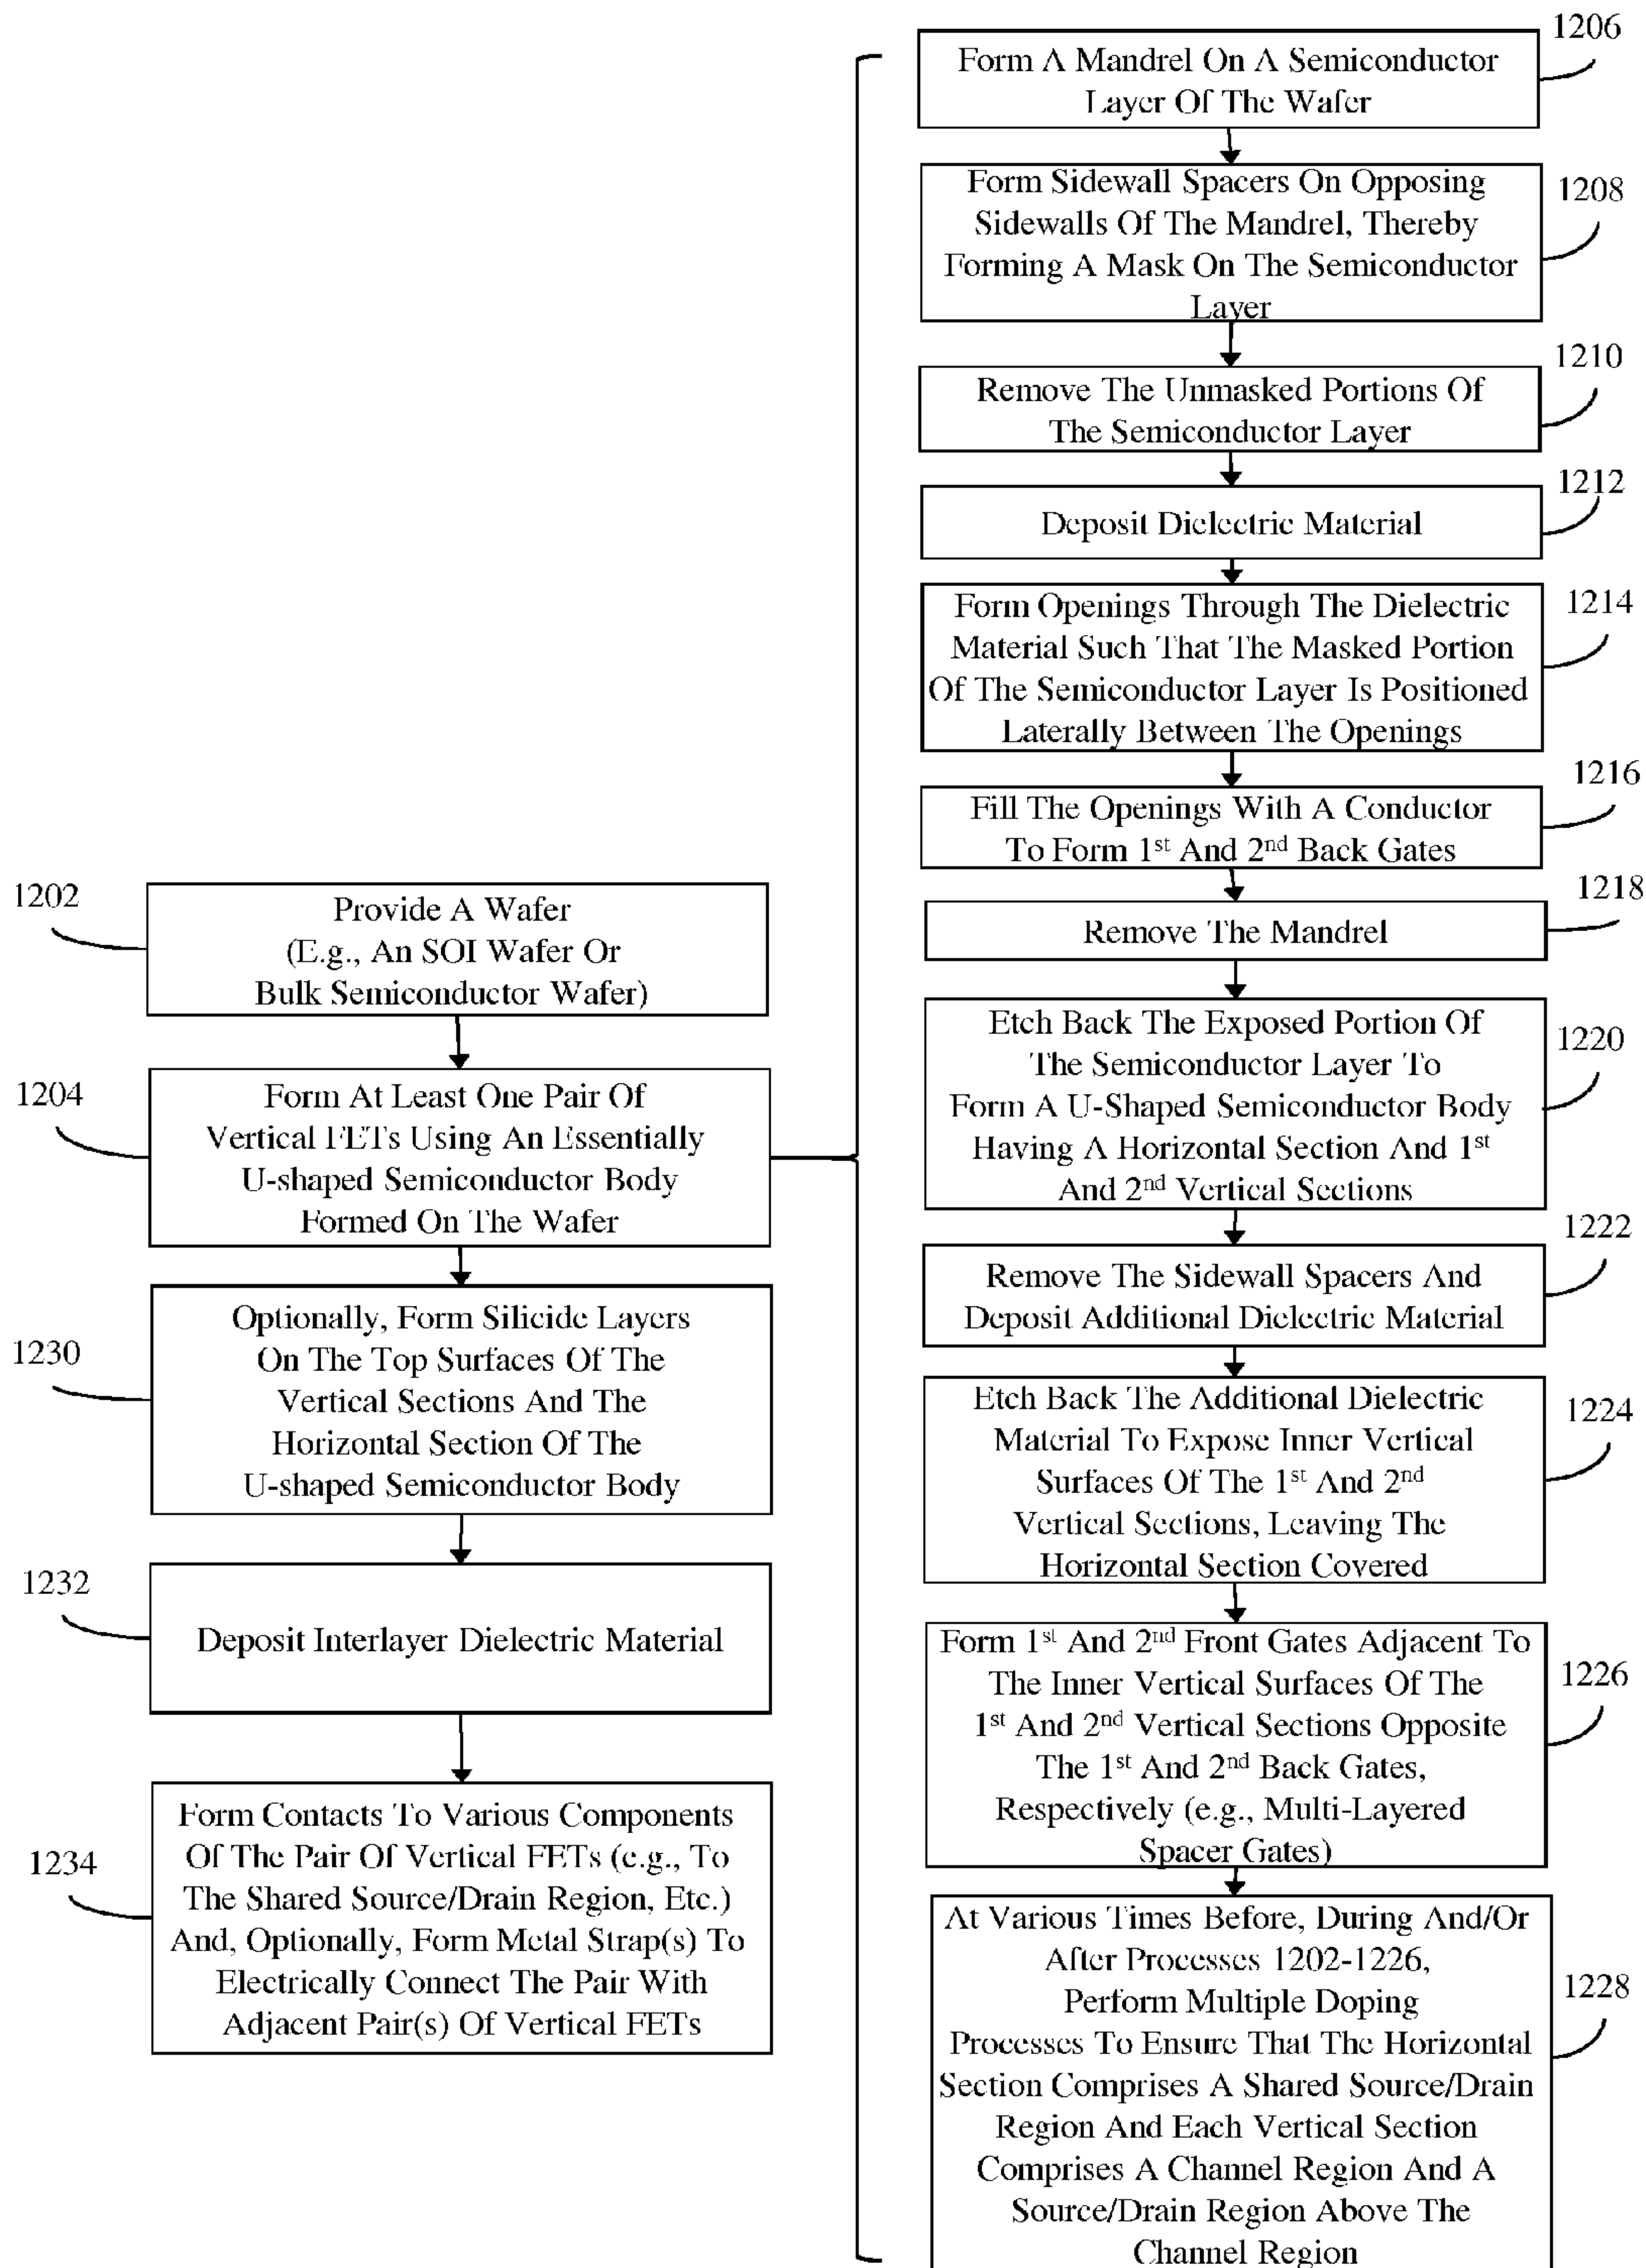 1202
Provide A Wafer
(E.g., An SOI Wafer Or
Bulk Semiconductor Wafer)
1204
Form At Least One Pair Of
Vertical FETs Using An Essentially
U-shaped Semiconductor Body
Formed On The Wafer
1230
Optionally, Form Silicide Layers
On The Top Surfaces Of The
Vertical Sections And The
Horizontal Section Of The
U-shaped Semiconductor Body
1232
Deposit Interlayer Dielectric Material
1234
Form Contacts To Various Components
Of The Pair Of Vertical FETs (e.g., To
The Shared Source/Drain Region, Etc.)
And, Optionally, Form Metal Strap(s) To
Electrically Connect The Pair With
Adjacent Pair(s) Of Vertical FETs
1206
Form A Mandrel On A Semiconductor
Layer Of The Wafer
1208
Form Sidewall Spacers On Opposing
Sidewalls Of The Mandrel, Thereby
Forming A Mask On The Semiconductor
Layer
1210
Remove The Unmasked Portions Of
The Semiconductor Layer
1212
Deposit Dielectric Material
1214
Form Openings Through The Dielectric
Material Such That The Masked Portion
Of The Semiconductor Layer Is Positioned
Laterally Between The Openings
1216
Fill The Openings With A Conductor
To Form 1st And 2nd Back Gates
1218
Remove The Mandrel
1220
Etch Back The Exposed Portion Of
The Semiconductor Layer To
Form A U-Shaped Semiconductor Body
Having A Horizontal Section And 1st
And 2nd Vertical Sections
1222
Remove The Sidewall Spacers And
Deposit Additional Dielectric Material
1224
Etch Back The Additional Dielectric
Material To Expose Inner Vertical
Surfaces Of The 1st And 2nd
Vertical Sections, Leaving The
Horizontal Section Covered
1226
Form 1st And 2nd Front Gates Adjacent To
The Inner Vertical Surfaces Of The
1st And 2nd Vertical Sections Opposite
The 1st And 2nd Back Gates,
Respectively (e.g., Multi-Layered
Spacer Gates)
1228
At Various Times Before, During And/Or
After Processes 1202-1226,
Perform Multiple Doping
Processes To Ensure That The Horizontal
Section Comprises A Shared Source/Drain
Region And Each Vertical Section
Comprises A Channel Region And A
Source/Drain Region Above The
Channel Region